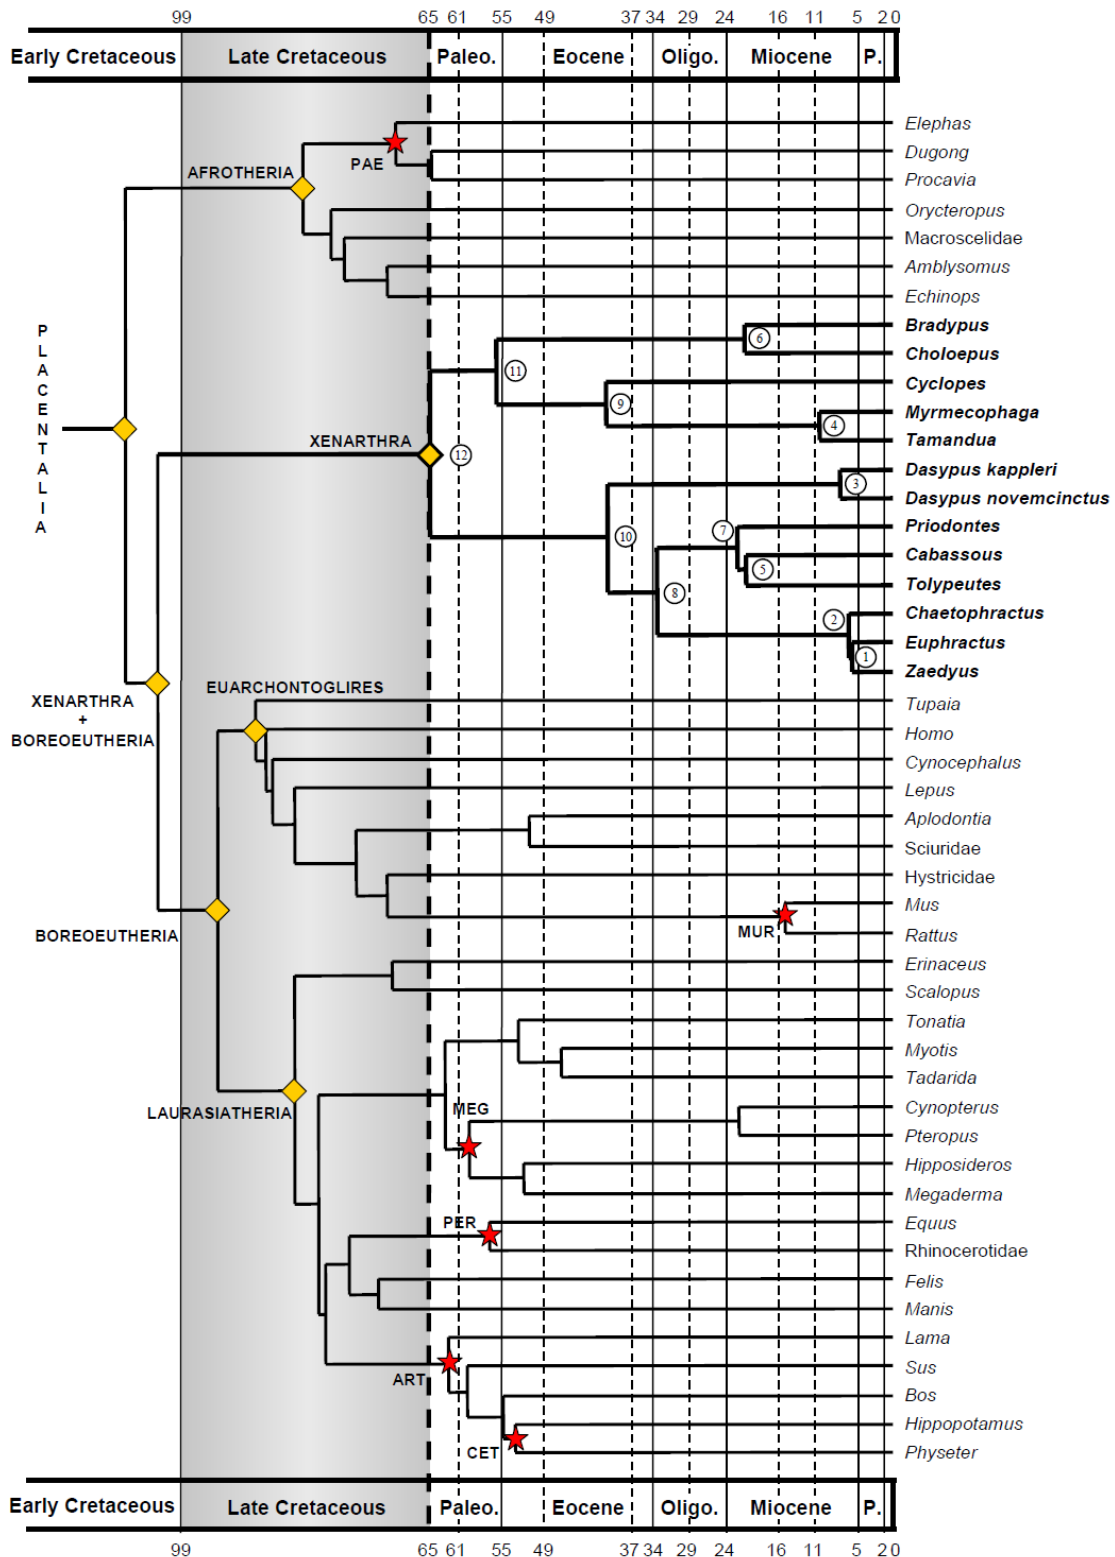 99 65 61 55 49 37 34 29 24 16 11 5 2 0
Early Cretaceous Late Cretaceous Paleo. Eocene Oligo. Miocene P.
Elephas
Dugong
PAE
AFROTHERIA
Procavia
Orycteropus
Macroscelidae
Amblysomus
Echinops
PLACENTALIA
Bradypus
6
Choloepus
11
Cyclopes
9
Myrmecophaga
4
Tamandua
XENARTHRA
12
Dasypus kappleri
3
Dasypus novemcinctus
Priodontes
7
10
Cabassous
5
Tolypeutes
8
Chaetophractus
2
Euphractus
1
Zaedyus
EUARCHONTOGLIRES
XENARTHRA
+
BOREOEUTHERIA
Tupaia
Homo
Cynocephalus
Lepus
Aplodontia
Sciuridae
Hystricidae
Mus
MUR
Rattus
BOREOEUTHERIA
Erinaceus
Scalopus
Tonatia
Myotis
Tadarida
LAURASIATHERIA
MEG
Cynopterus
Pteropus
Hipposideros
Megaderma
PER
Equus
Rhinocerotidae
Felis
Manis
Lama
ART
Sus
Bos
Hippopotamus
CET
Physeter
Early Cretaceous Late Cretaceous Paleo. Eocene Oligo. Miocene P.
99 65 61 55 49 37 34 29 24 16 11 5 2 0